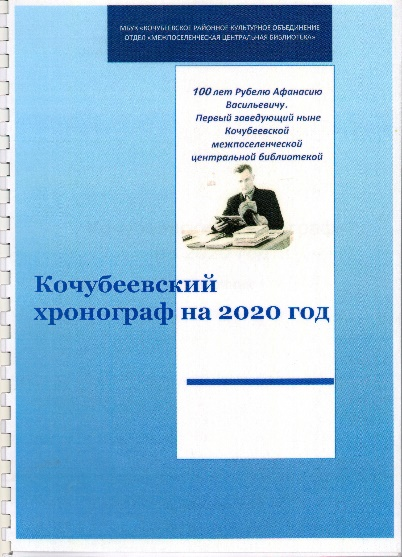 МБУК «КОЧУБЕЕВСКОЕ РАЙОННОЕ КУЛЬТУРНОЕ ОБЪЕДИНЕНИЕ
ОТДЕЛ «МЕЖПОСЕЛЕНЧЕСКАЯ ЦЕНТРАЛЬНАЯ БИБЛИОТЕКА»
100 лет Рубелю Афанасию
Васильевичу.
Первый заведующий ныне
Кочубеевской
межпоселенческой
центральной библиотекой
Кочубеевский
хронограф на 2020 год